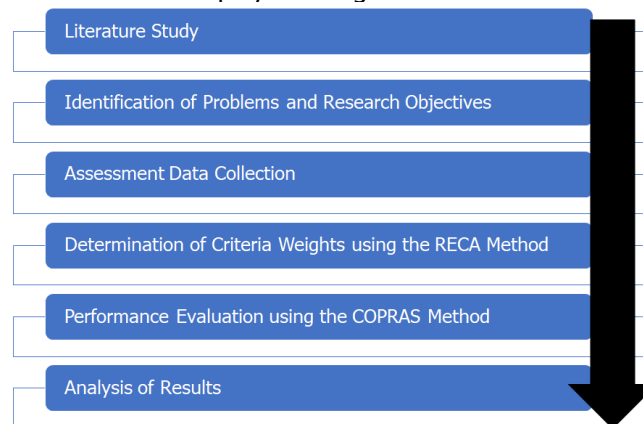 Literature Study
Identification of Problems and Research Objectives
Assessment Data Collection
Determination of Criteria Weights using the RECA Method
Performance Evaluation using the COPRAS Method
Analysis of Results